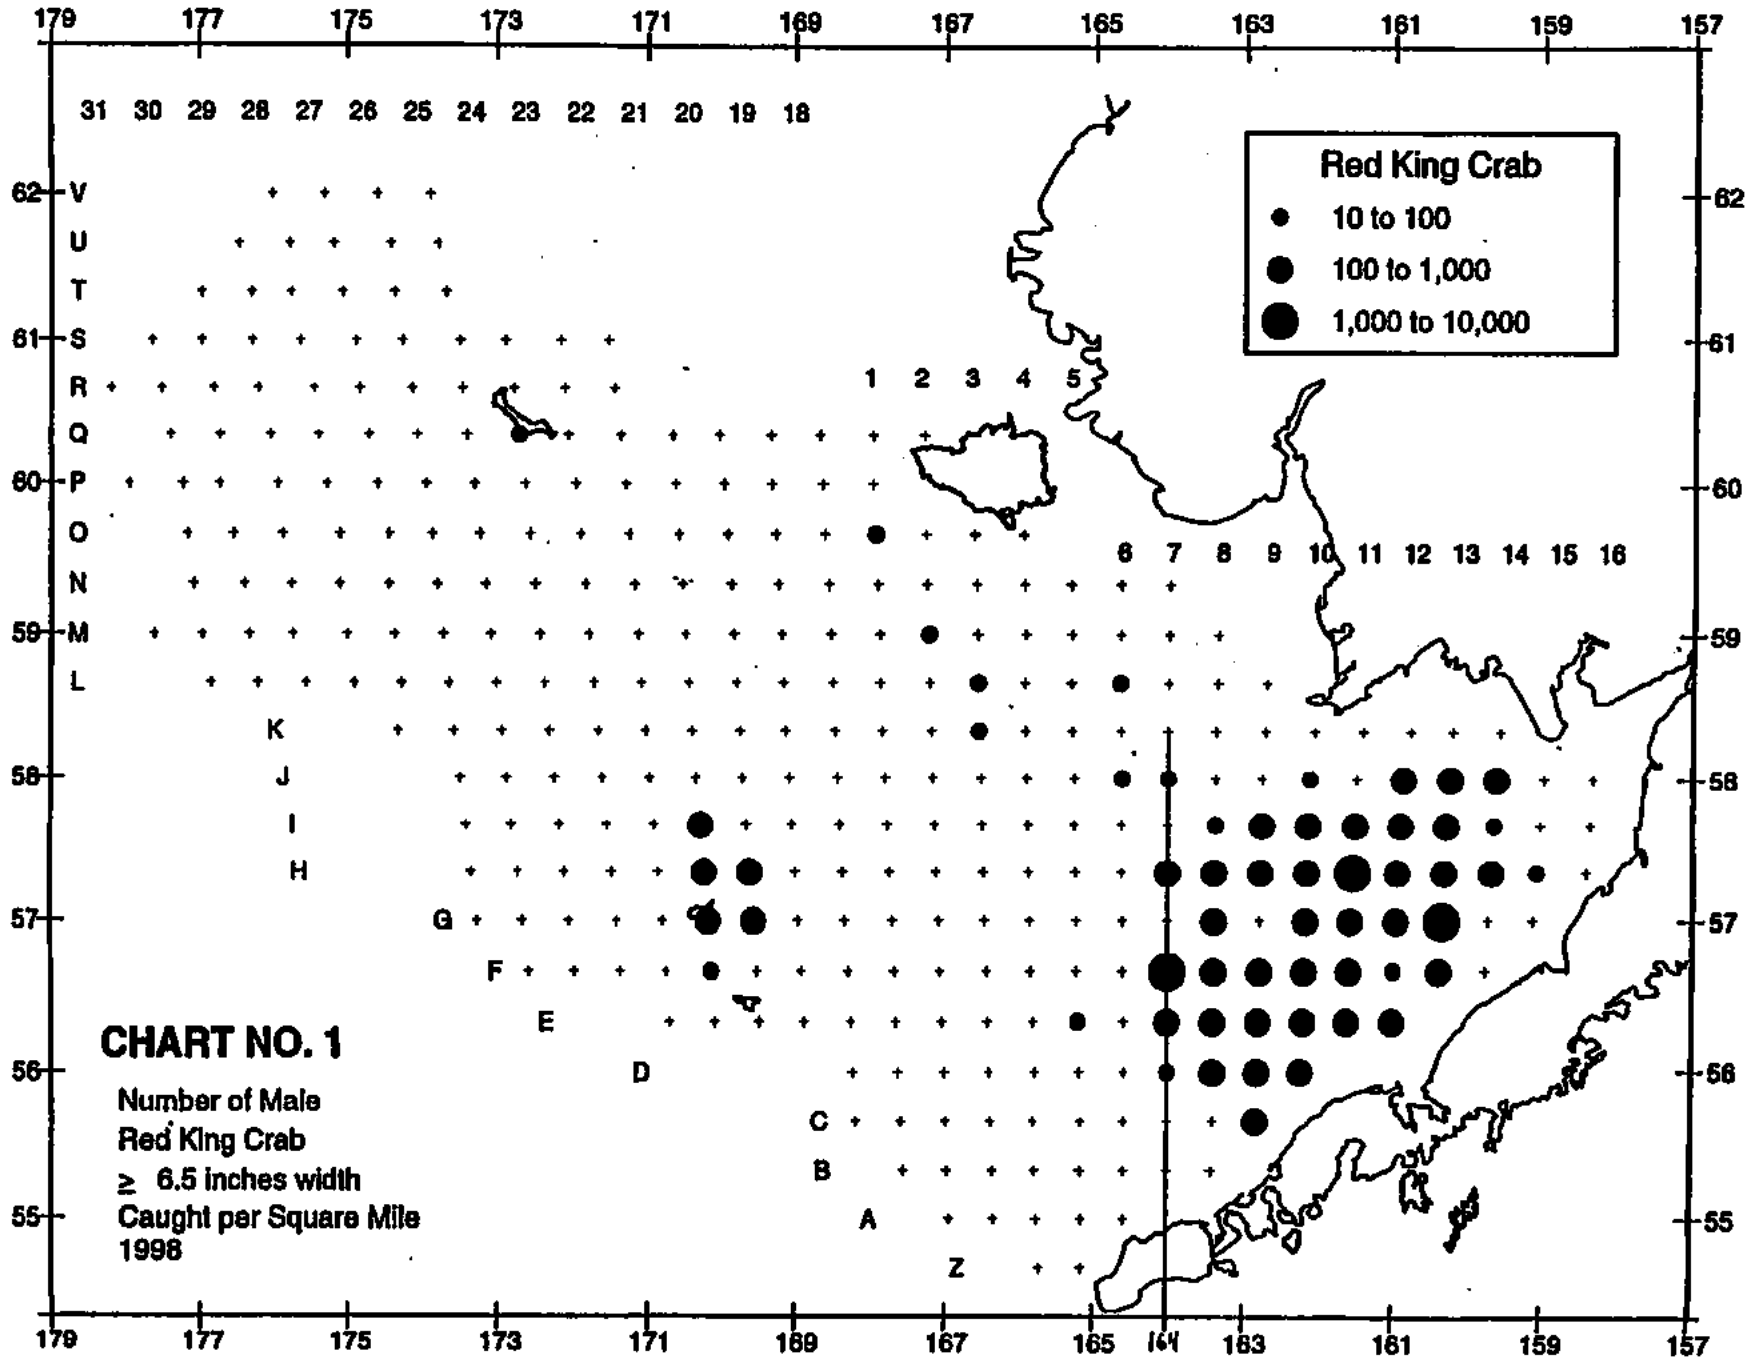 179 177 175 173 171 169 167 165 163 161 159 157
31 30 29 28 27 26 25 24 23 22 21 20 19 18
Red King Crab
10 to 100
100 to 1,000
1,000 to 10,000
62 V 62
U
T
61 S 61
R 1 2 3 4 5
Q
60 P 60
O
6 7 8 9 10 11 12 13 14 15 16
N
59 M 59
L
K
58 J 58
I
H
57 G 57
F
E
CHART NO. 1
56 D 56
Number of Male
C
Red King Crab
B
≥ 6.5 inches width
55 Caught per Square Mile A 55
1998
Z
179 177 175 173 171 169 167 165 164 163 161 159 157